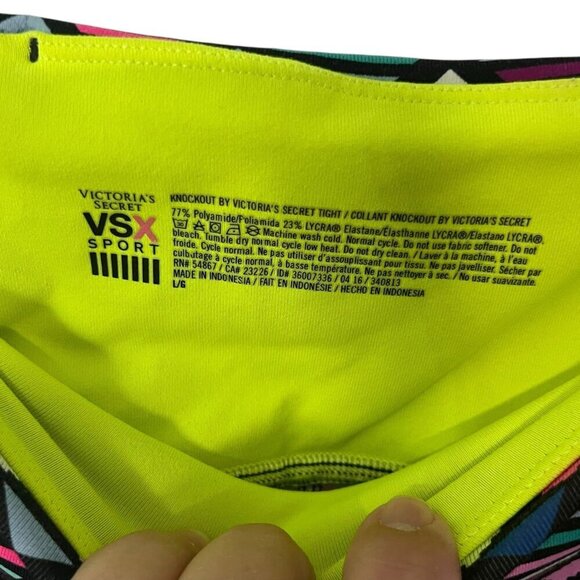 VICTORIA'S
SECRET
VSX
SPORT
KNOCKOUT BY VICTORIA'S SECRET TIGHT / COLLANT KNOCKOUT BY VICTORIA'S SECRET
77% Polyamide/Poliamida 23% LYCRA® Elastane/Elasthanne LYCRA®/Elastano LYCRA®.
Machine wash cold. Normal cycle. Do not use fabric softener. Do not
bleach. Tumble dry normal cycle low heat. Do not dry clean. / Laver à la machine, à l'eau
froide. Cycle normal. Ne pas utiliser d'assouplissant pour tissu. Ne pas javelliser. Sécher par
culbutage à cycle normal, à basse température. Ne pas nettoyer à sec. / No usar suavizante.
RN# 54867 / CA# 23226 / ID# 36007336 / 04 16 / 340813
MADE IN INDONESIA / FAIT EN INDONÉSIE / HECHO EN INDONESIA
L/G